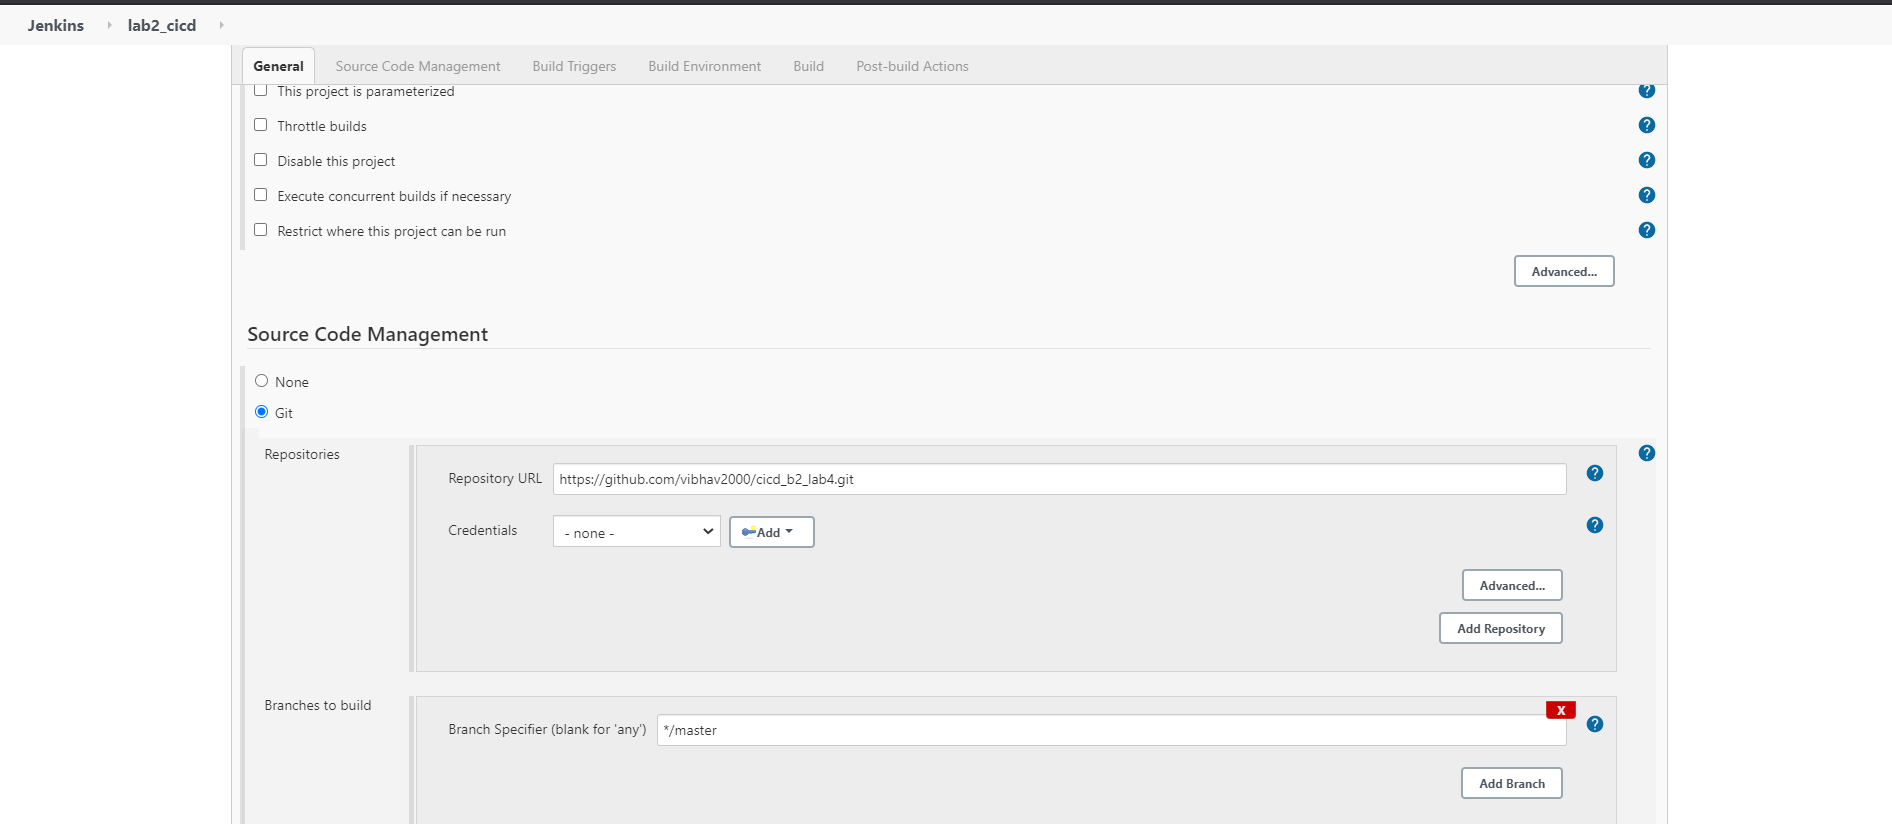 Jenkins lab2_cicd
General Source Code Management Build Triggers Build Environment Build Post-build Actions
This project is parameterized ?
Throttle builds ?
Disable this project ?
Execute concurrent builds if necessary ?
Restrict where this project can be run ?
Advanced...
Source Code Management
None
Git
Repositories ?
Repository URL https://github.com/vibhav2000/cicd_b2_lab4.git ?
Credentials - none - Add ?
Advanced...
Add Repository
Branches to build X
Branch Specifier (blank for 'any') */master ?
Add Branch